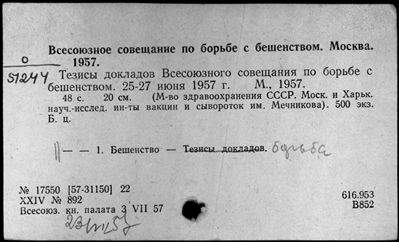 Всесоюзное совещание по борьбе с бешенством. Москва.
1957.
0
51244
Тезисы докладов Всесоюзного совещания по борьбе с
бешенством. 25-27 июня 1957 г. М., 1957.
48 с. 20 см. (М-во здравоохранения СССР. Моск. и Харьк.
науч.-исслед. ин-ты вакцин и сывороток им. Мечникова). 500 экз.
Б. ц.
— — 1. Бешенство — Тезисы докладов. борьба
№ 17550 [57-31150] 22
XXIV № 892
Всесоюз. кн. палата 3 VII 57
616.953
В852